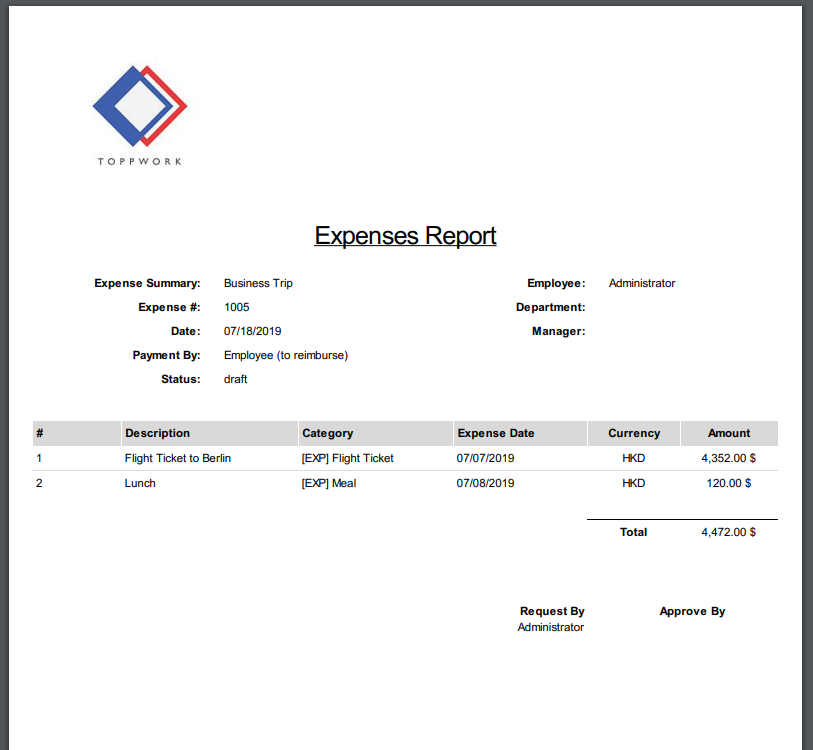 TOPPWORK
Expenses Report
Expense Summary: Business Trip Employee: Administrator
Expense #: 1005 Department:
Date: 07/18/2019 Manager:
Payment By: Employee (to reimburse)
Status: draft
# Description Category Expense Date Currency Amount
1 Flight Ticket to Berlin [EXP] Flight Ticket 07/07/2019 HKD 4,352.00 $
2 Lunch [EXP] Meal 07/08/2019 HKD 120.00 $
Total 4,472.00 $
Request By Approve By
Administrator